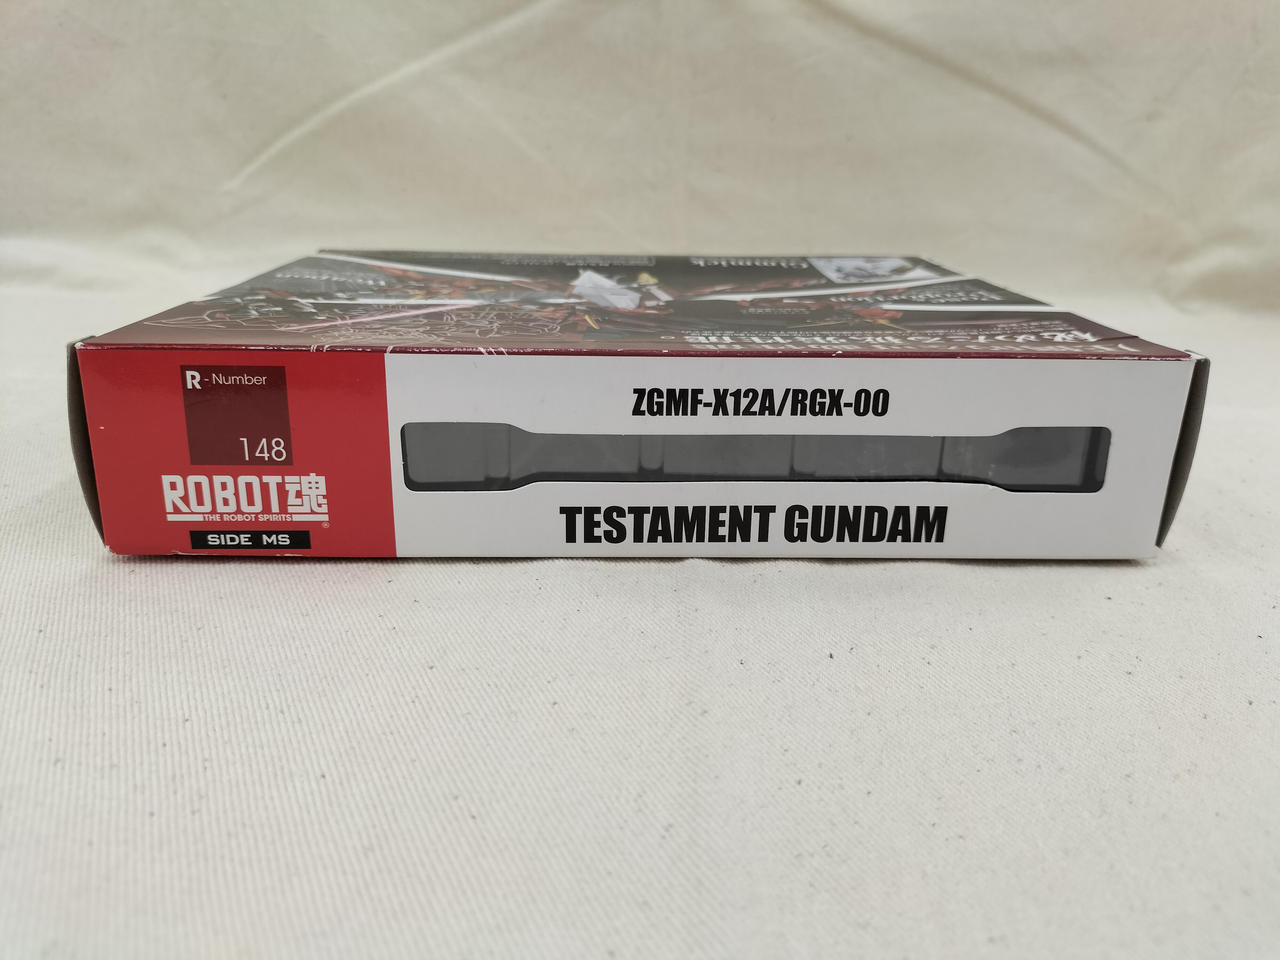 R - Number
148
ROBOT魂
THE ROBOT SPIRITS
®
SIDE MS
ZGMF-X12A/RGX-00
TESTAMENT GUNDAM
Gimmick